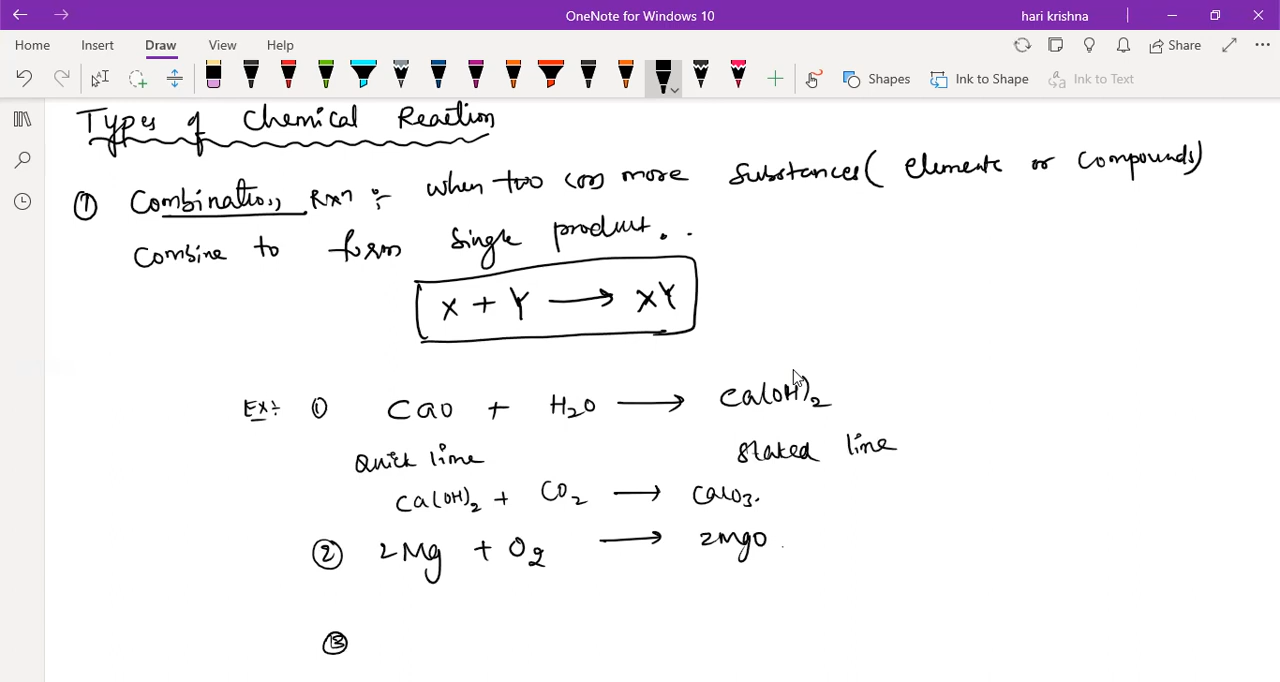 OneNote for Windows 10
hari krishna
Home Insert Draw View Help
Share
Shapes Ink to Shape Ink to Text
Types of Chemical Reaction
① Combination Rxn :- when two (or) more Substances( elements or compounds)
Combine to form Single product..
X + Y → XY
Ex:- ① CaO + H2O → Ca(OH)2
Quick lime Slaked lime
Ca(OH)2 + CO2 → CaCO3.
② 2Mg + O2 → 2MgO.
③